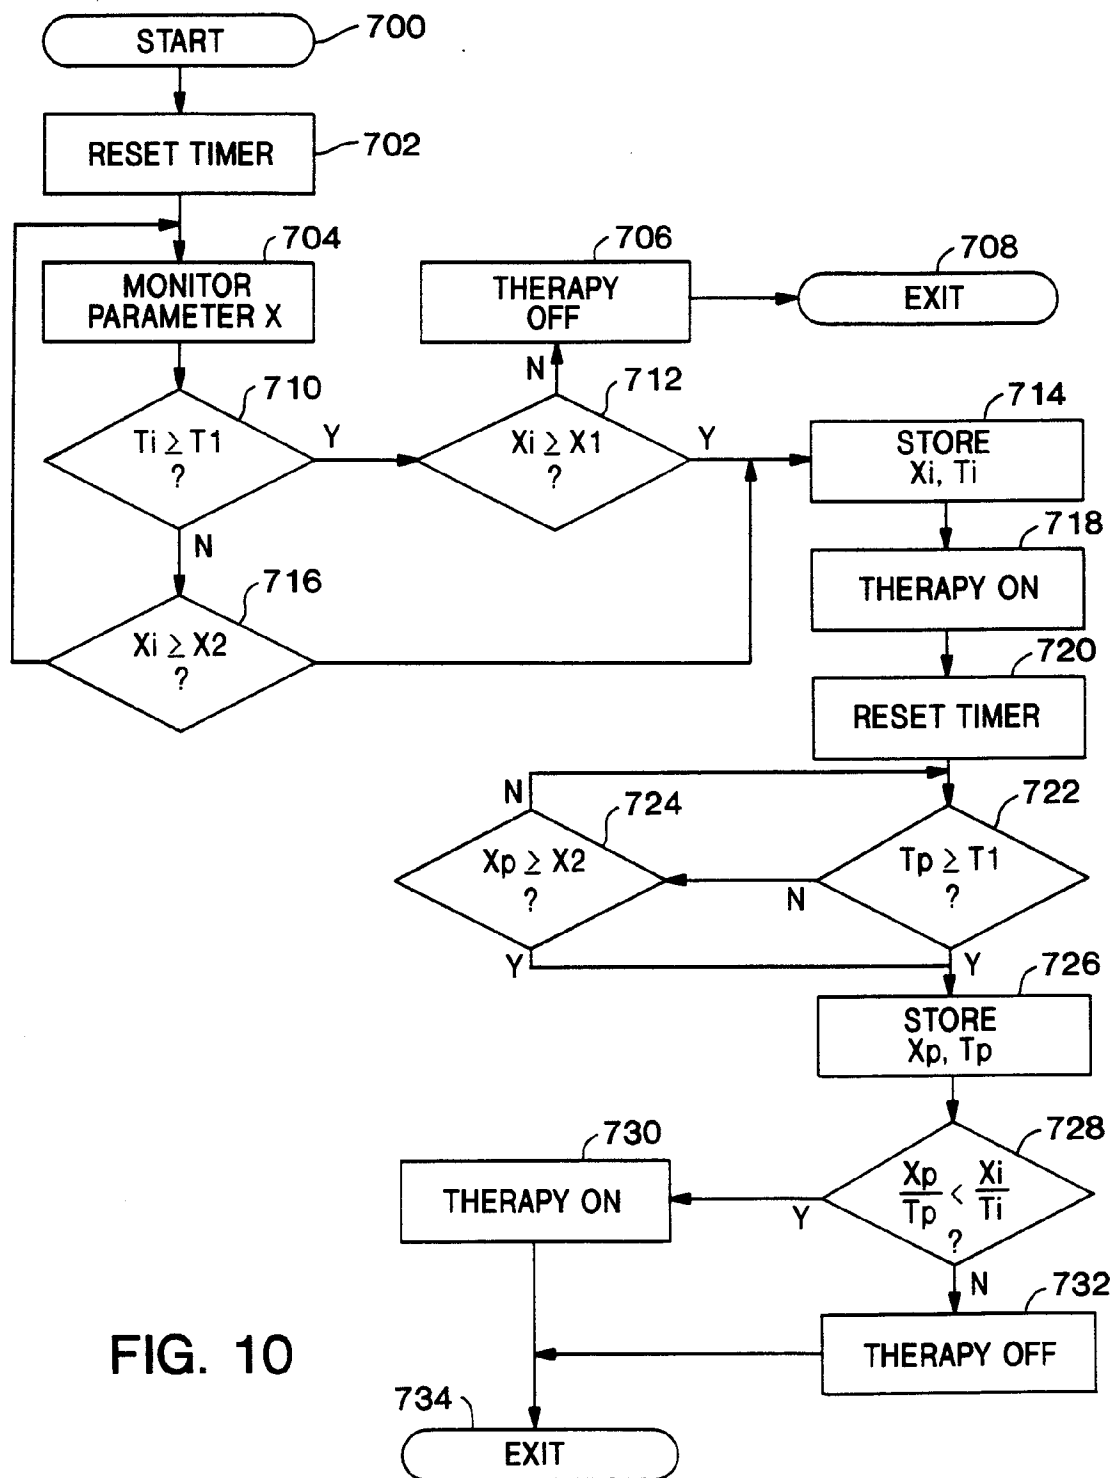 START
700
RESET TIMER
702
704
MONITOR
PARAMETER X
706
THERAPY
OFF
708
EXIT
710
Ti ≥ T1
?
Y
N
712
Xi ≥ X1
?
N
Y
714
STORE
Xi, Ti
716
Xi ≥ X2
?
718
THERAPY ON
720
RESET TIMER
722
Tp ≥ T1
?
N
Y
724
Xp ≥ X2
?
N
Y
726
STORE
Xp, Tp
728
Xp/Tp < Xi/Ti
?
Y
N
730
THERAPY ON
732
THERAPY OFF
734
EXIT
FIG. 10